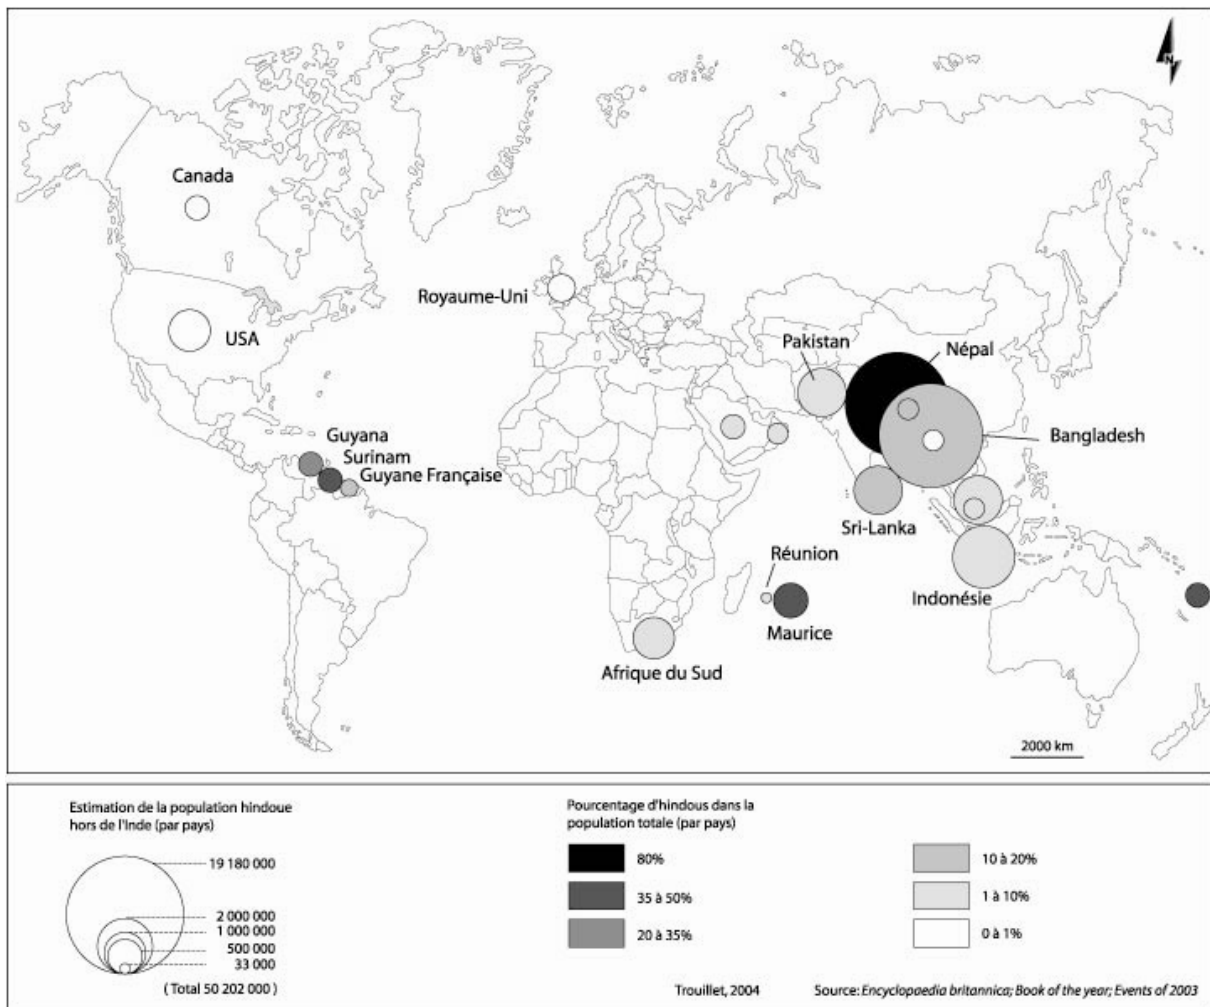 N
Canada
Royaume-Uni
USA
Pakistan
Népal
Guyana
Surinam
Guyane Française
Bangladesh
Sri-Lanka
Réunion
Indonésie
Maurice
Afrique du Sud
2000 km
Estimation de la population hindoue
hors de l'Inde (par pays)
19 180 000
2 000 000
1 000 000
500 000
33 000
( Total 50 202 000 )
Pourcentage d'hindous dans la
population totale (par pays)
80%
35 à 50%
20 à 35%
10 à 20%
1 à 10%
0 à 1%
Trouillet, 2004
Source: Encyclopaedia britannica; Book of the year; Events of 2003